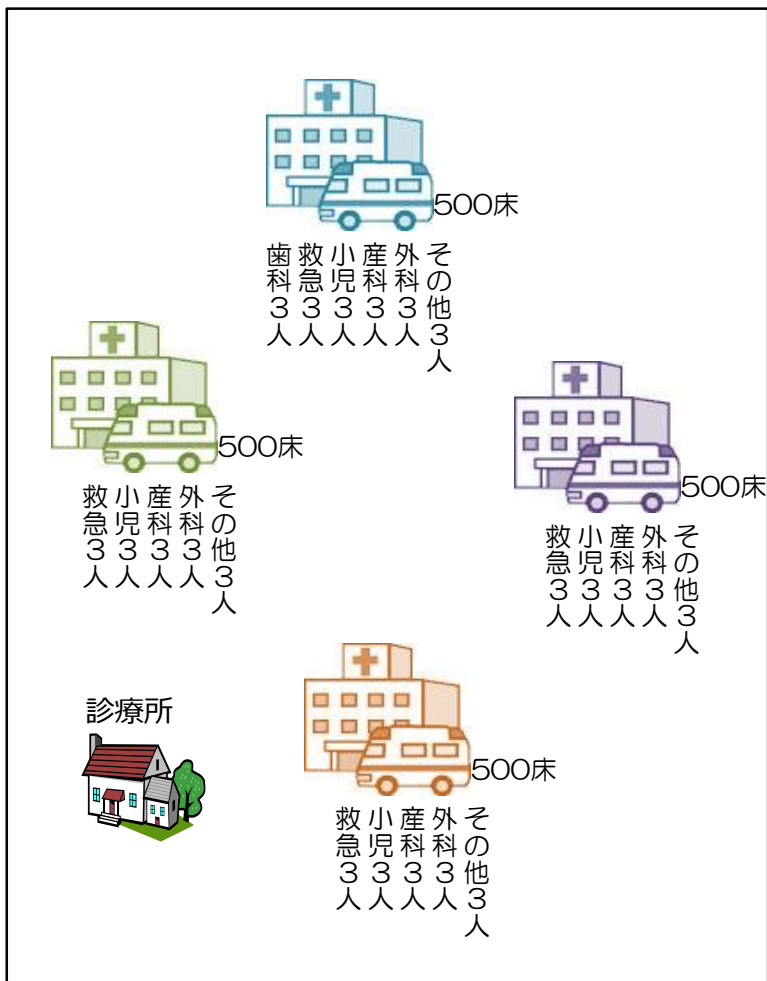 500床
その他3人
外科3人
産科3人
小児3人
救急3人
歯科3人
500床
その他3人
外科3人
産科3人
小児3人
救急3人
500床
その他3人
外科3人
産科3人
小児3人
救急3人
診療所
500床
その他3人
外科3人
産科3人
小児3人
救急3人